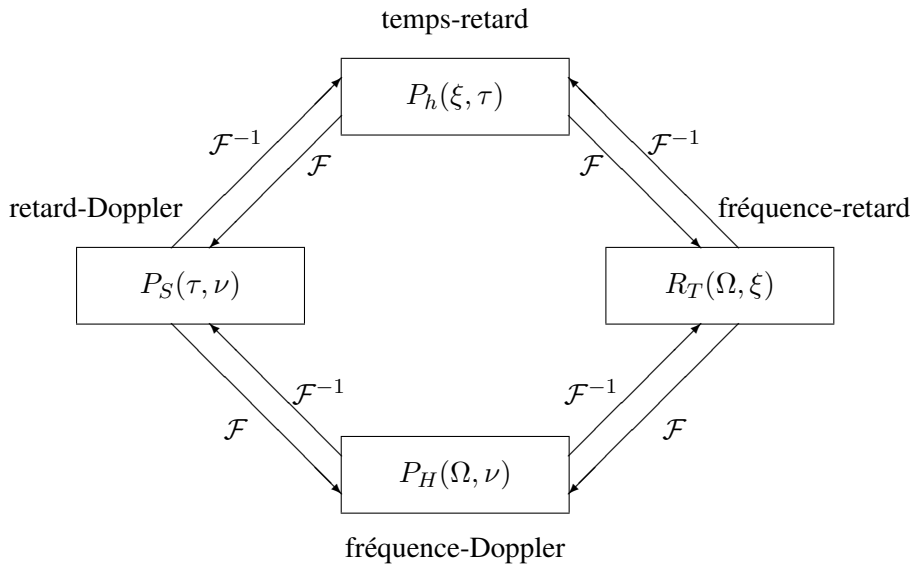 temps-retard
P_h(ξ, τ)
ℱ⁻¹
ℱ
ℱ
ℱ⁻¹
retard-Doppler
fréquence-retard
P_S(τ, ν)
R_T(Ω, ξ)
ℱ
ℱ⁻¹
ℱ⁻¹
ℱ
P_H(Ω, ν)
fréquence-Doppler